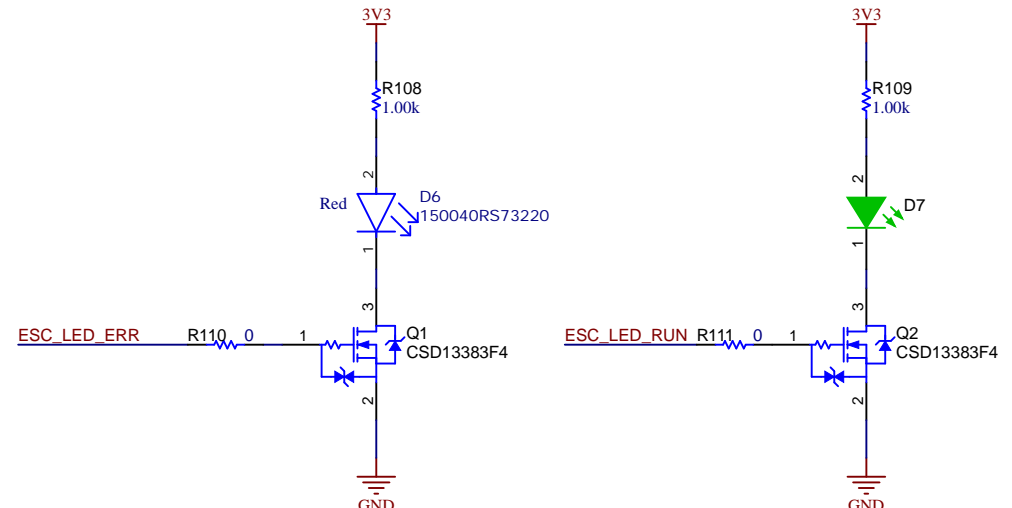 3V3
R108
1.00k
2
Red
D6
150040RS73220
1
3
ESC_LED_ERR
R110
0
1
Q1
CSD13383F4
2
GND
3V3
R109
1.00k
2
D7
1
3
ESC_LED_RUN
R111
0
1
Q2
CSD13383F4
2
GND